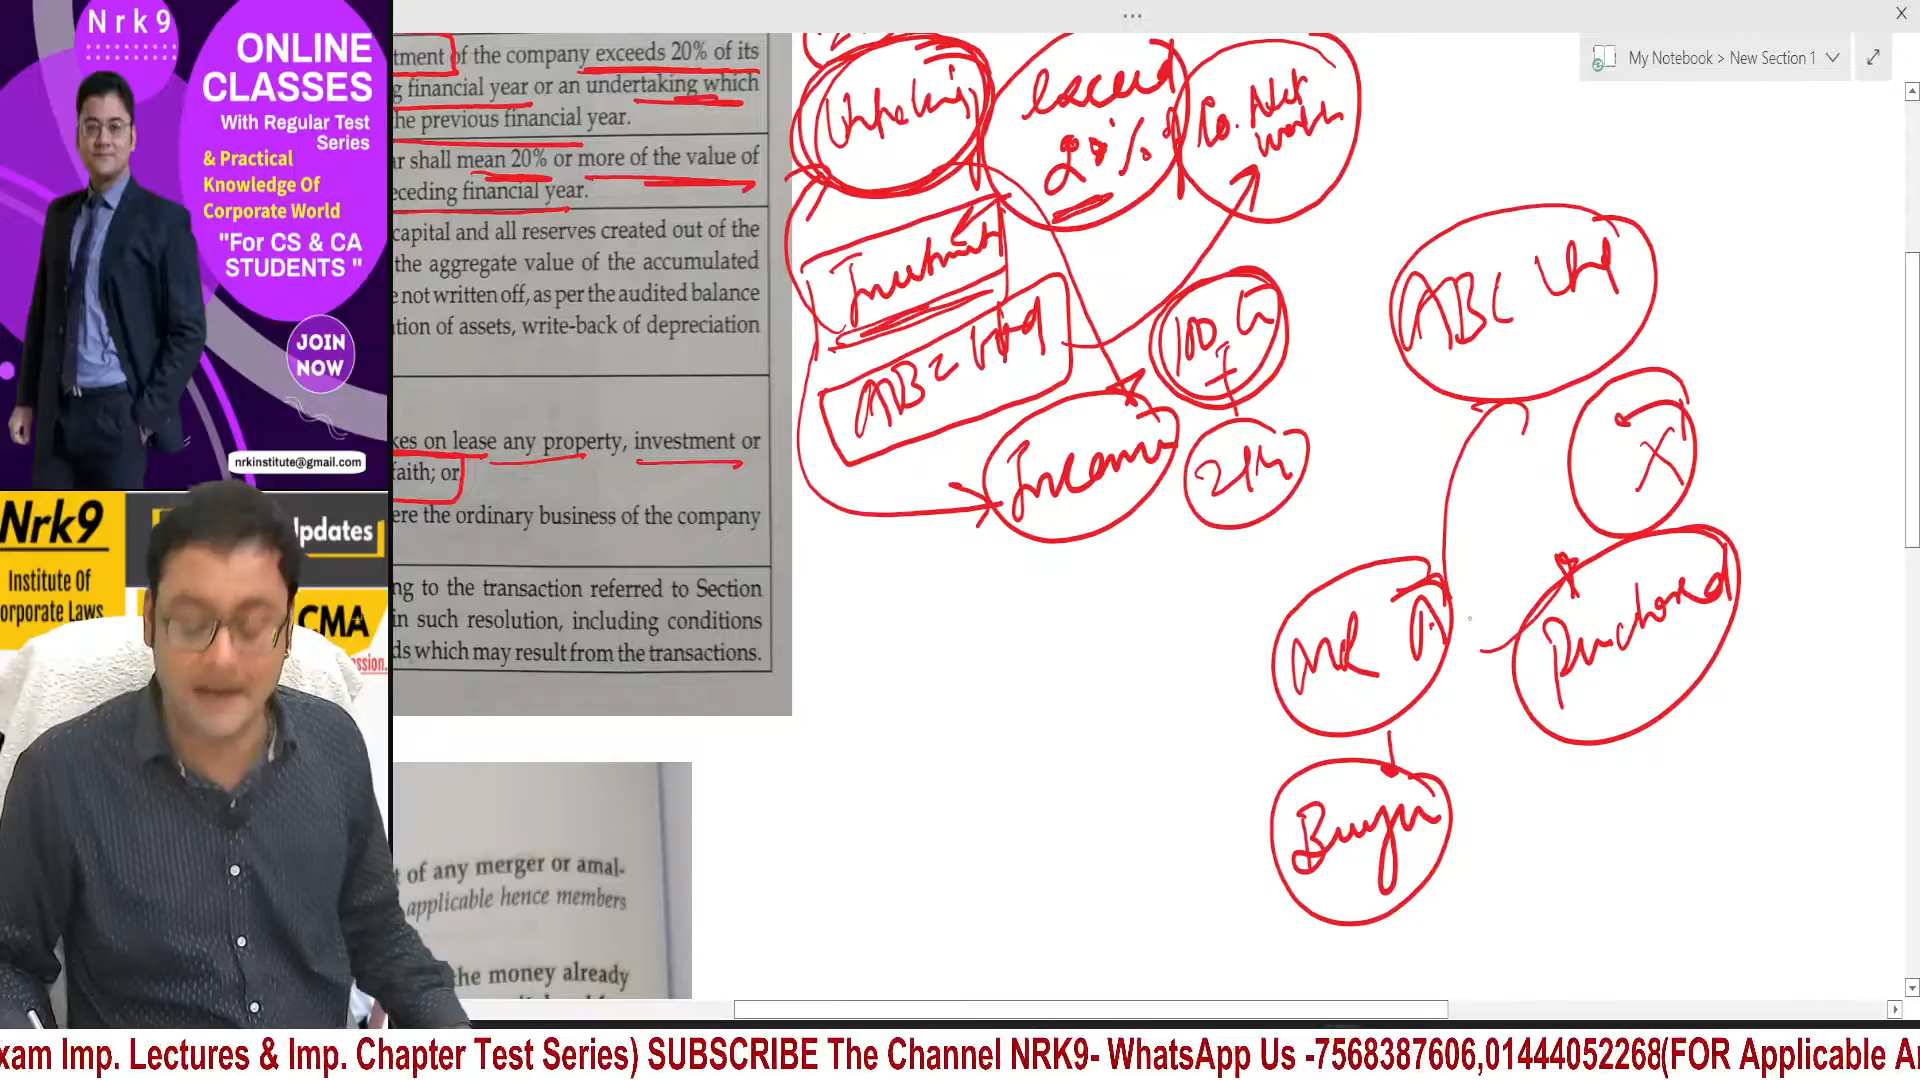 Nrk9
ONLINE
CLASSES
With Regular Test
Series
& Practical
Knowledge Of
Corporate World
"For CS & CA
STUDENTS "
JOIN
NOW
nrkinstitute@gmail.com
Nrk9
Institute Of
orporate Laws
pdates
CMA
ssion.
tment of the company exceeds 20% of its
g financial year or an undertaking which
he previous financial year.
ar shall mean 20% or more of the value of
eceding financial year.
capital and all reserves created out of the
the aggregate value of the accumulated
e not written off, as per the audited balance
ation of assets, write-back of depreciation
kes on lease any property, investment or
faith; or
ere the ordinary business of the company
ng to the transaction referred to Section
in such resolution, including conditions
ds which may result from the transactions.
of any merger or amal-
applicable hence members
he money already
My Notebook > New Section 1
exceed
20%
Co. Net
worth
Investment
100 Cr
Income
21 Cr
X
MR A
Purchased
Buyer
xam Imp. Lectures & Imp. Chapter Test Series) SUBSCRIBE The Channel NRK9- WhatsApp Us -7568387606,01444052268(FOR Applicable A